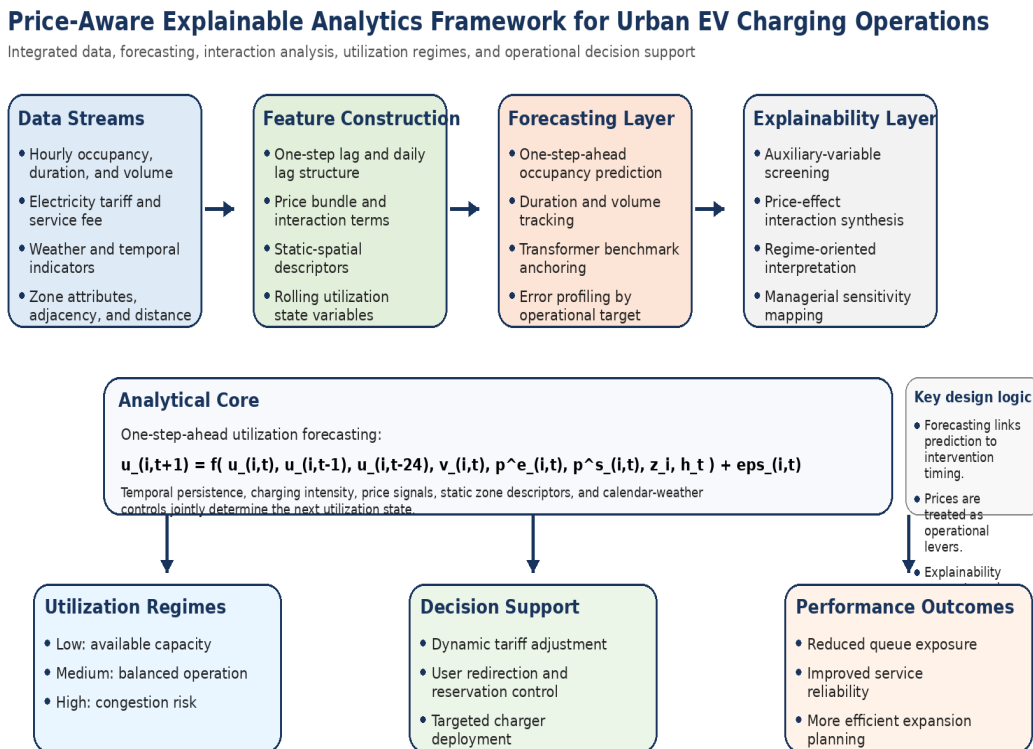 Price-Aware Explainable Analytics Framework for Urban EV Charging Operations
Integrated data, forecasting, interaction analysis, utilization regimes, and operational decision support
Data Streams
• Hourly occupancy,
duration, and volume
• Electricity tariff and
service fee
• Weather and temporal
indicators
• Zone attributes,
adjacency, and distance
Feature Construction
• One-step lag and daily
lag structure
• Price bundle and
interaction terms
• Static-spatial
descriptors
• Rolling utilization
state variables
Forecasting Layer
• One-step-ahead
occupancy prediction
• Duration and volume
tracking
• Transformer benchmark
anchoring
• Error profiling by
operational target
Explainability Layer
• Auxiliary-variable
screening
• Price-effect
interaction synthesis
• Regime-oriented
interpretation
• Managerial sensitivity
mapping
Analytical Core
One-step-ahead utilization forecasting:
u_(i,t+1) = f( u_(i,t), u_(i,t-1), u_(i,t-24), v_(i,t), p^e_(i,t), p^s_(i,t), z_i, h_t ) + eps_(i,t)
Temporal persistence, charging intensity, price signals, static zone descriptors, and calendar-weather
controls jointly determine the next utilization state.
Key design logic
• Forecasting links
prediction to
intervention
timing.
• Prices are
treated as
operational
levers.
• Explainability
Utilization Regimes
• Low: available capacity
• Medium: balanced operation
• High: congestion risk
Decision Support
• Dynamic tariff adjustment
• User redirection and
reservation control
• Targeted charger
deployment
Performance Outcomes
• Reduced queue exposure
• Improved service
reliability
• More efficient expansion
planning